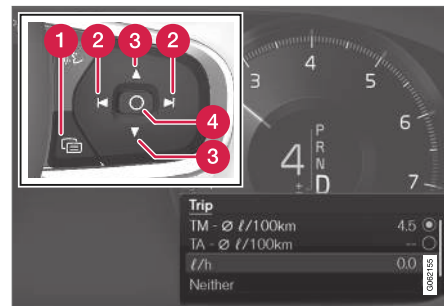 1
2
3
2
4
3
3
4
5
6
7
4
±
P
R
N
D
Trip
TM - Ø ℓ/100km 4.5
TA - Ø ℓ/100km --
ℓ/h 0.0
Neither
G062155